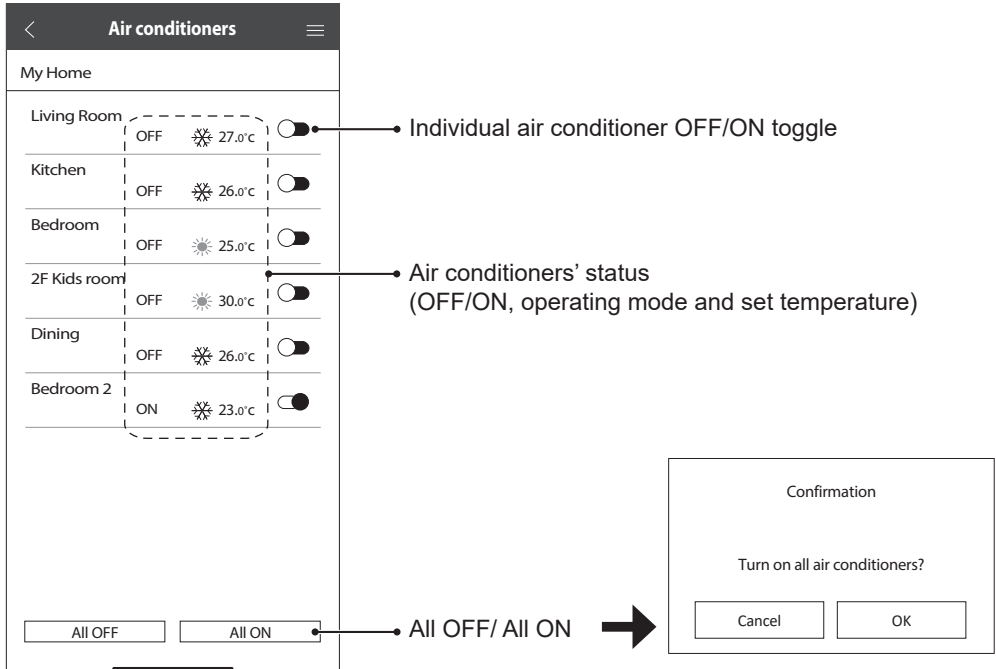 Air conditioners
My Home
Living Room
OFF 27.0°c
Individual air conditioner OFF/ON toggle
Kitchen
OFF 26.0°c
Bedroom
OFF 25.0°c
Air conditioners’ status
(OFF/ON, operating mode and set temperature)
2F Kids room
OFF 30.0°c
Dining
OFF 26.0°c
Bedroom 2
ON 23.0°c
All OFF All ON
All OFF/ All ON
Confirmation
Turn on all air conditioners?
Cancel OK